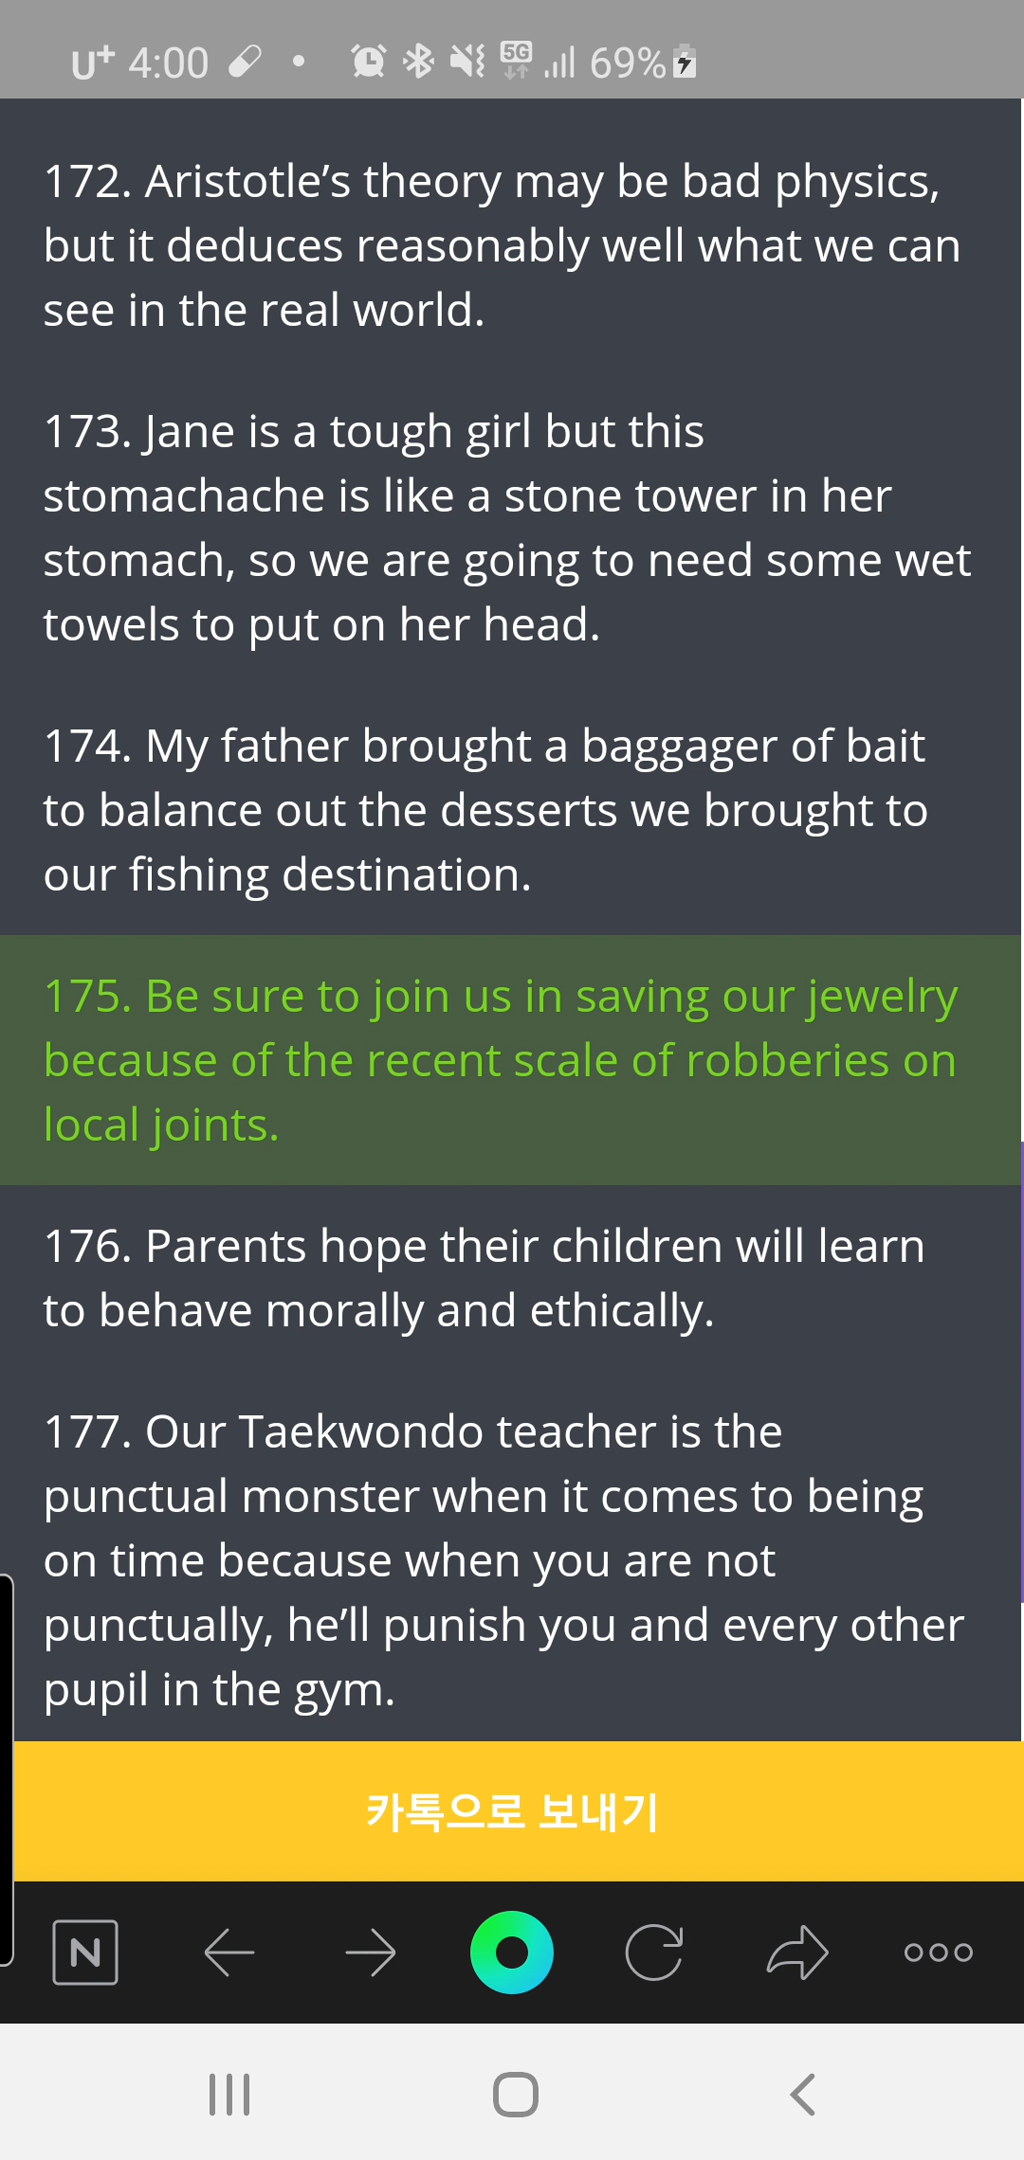 U+ 4:00 5G 69%
172. Aristotle’s theory may be bad physics,
but it deduces reasonably well what we can
see in the real world.
173. Jane is a tough girl but this
stomachache is like a stone tower in her
stomach, so we are going to need some wet
towels to put on her head.
174. My father brought a baggager of bait
to balance out the desserts we brought to
our fishing destination.
175. Be sure to join us in saving our jewelry
because of the recent scale of robberies on
local joints.
176. Parents hope their children will learn
to behave morally and ethically.
177. Our Taekwondo teacher is the
punctual monster when it comes to being
on time because when you are not
punctually, he’ll punish you and every other
pupil in the gym.
카톡으로 보내기
N